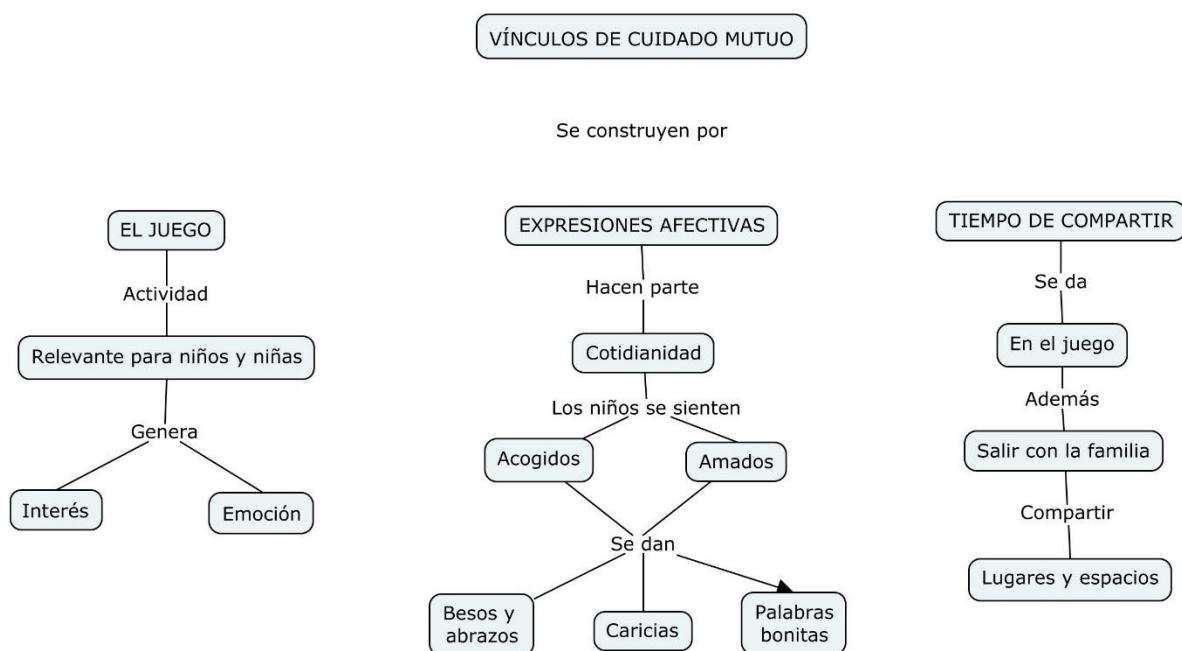 VÍNCULOS DE CUIDADO MUTUO
Se construyen por
EL JUEGO
Actividad
Relevante para niños y niñas
Genera
Interés
Emoción
EXPRESIONES AFECTIVAS
Hacen parte
Cotidianidad
Los niños se sienten
Acogidos
Amados
Se dan
Besos y
abrazos
Caricias
Palabras
bonitas
TIEMPO DE COMPARTIR
Se da
En el juego
Además
Salir con la familia
Compartir
Lugares y espacios